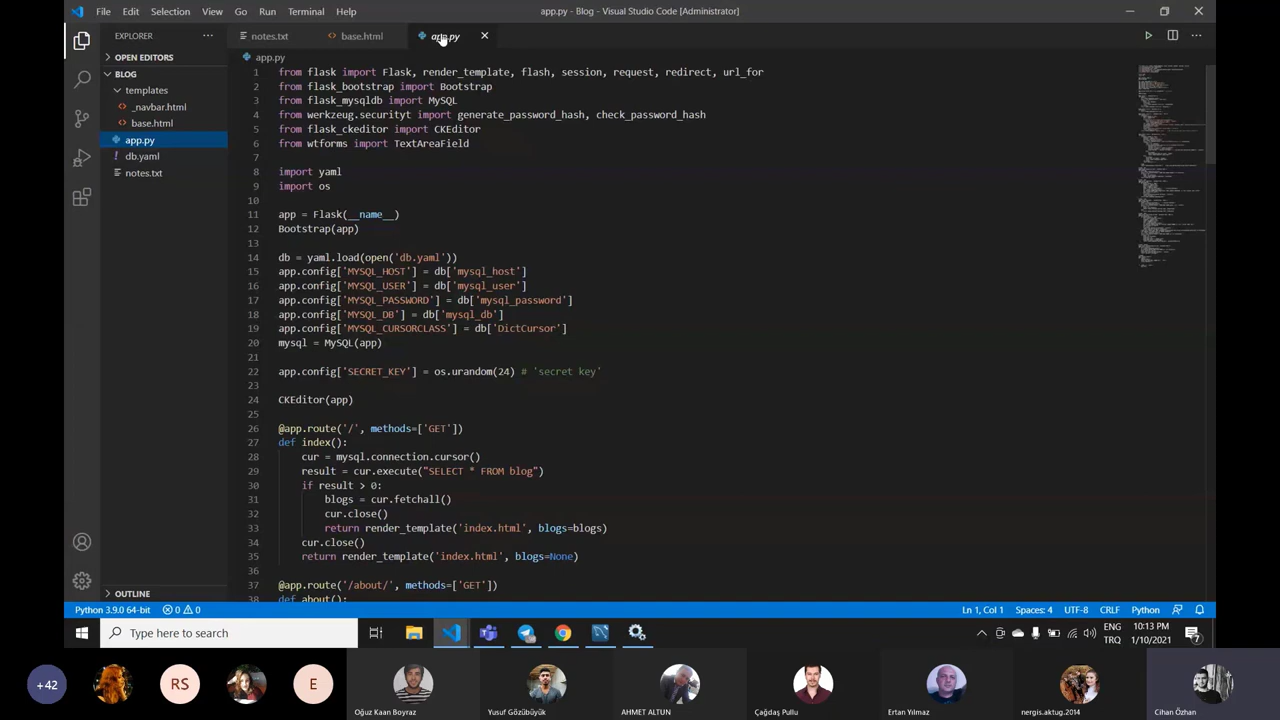 File Edit Selection View Go Run Terminal Help
app.py - Blog - Visual Studio Code [Administrator]
EXPLORER
notes.txt
base.html
app.py
OPEN EDITORS
BLOG
templates
_navbar.html
base.html
app.py
db.yaml
notes.txt
OUTLINE
app.py
1 from flask import Flask, render_template, flash, session, request, redirect, url_for
2 from flask_bootstrap import Bootstrap
3 from flask_mysqldb import MySQL
4 from werkzeug.securityt import generate_password_hash, check_password_hash
5 from flask_ckeditor import CKEditor
6 from wtforms import TextAreaField
7
8 import yaml
9 import os
10
11 app = Flask(__name__)
12 Bootstrap(app)
13
14 db = yaml.load(open('db.yaml'))
15 app.config['MYSQL_HOST'] = db['mysql_host']
16 app.config['MYSQL_USER'] = db['mysql_user']
17 app.config['MYSQL_PASSWORD'] = db['mysql_password']
18 app.config['MYSQL_DB'] = db['mysql_db']
19 app.config['MYSQL_CURSORCLASS'] = db['DictCursor']
20 mysql = MySQL(app)
21
22 app.config['SECRET_KEY'] = os.urandom(24) # 'secret key'
23
24 CKEditor(app)
25
26 @app.route('/', methods=['GET'])
27 def index():
28 cur = mysql.connection.cursor()
29 result = cur.execute("SELECT * FROM blog")
30 if result > 0:
31 blogs = cur.fetchall()
32 cur.close()
33 return render_template('index.html', blogs=blogs)
34 cur.close()
35 return render_template('index.html', blogs=None)
36
37 @app.route('/about/', methods=['GET'])
38 def about():
Python 3.9.0 64-bit 0 0
Ln 1, Col 1 Spaces: 4 UTF-8 CRLF Python
Type here to search
ENG
TRQ
10:13 PM
1/10/2021
7
+42
RS
E
Oğuz Kaan Boyraz
Yusuf Gözübüyük
AHMET ALTUN
Çağdaş Pullu
Ertan Yılmaz
nergis.aktug.2014
Cihan Özhan